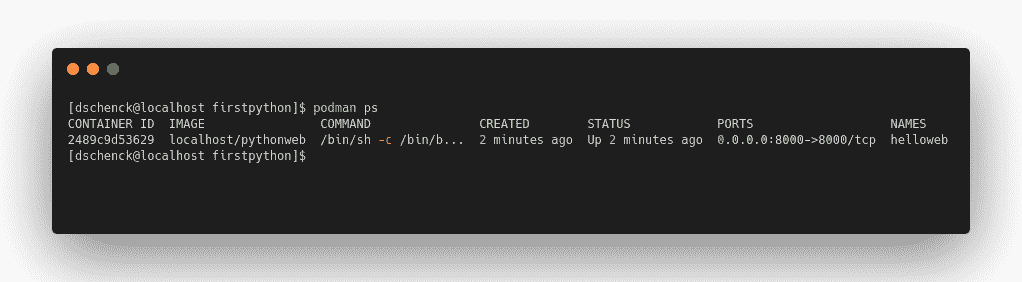 [dschenck@localhost firstpython]$ podman ps
CONTAINER ID  IMAGE                COMMAND               CREATED        STATUS            PORTS                   NAMES
2489c9d53629  localhost/pythonweb  /bin/sh -c /bin/b...  2 minutes ago  Up 2 minutes ago  0.0.0.0:8000->8000/tcp  helloweb
[dschenck@localhost firstpython]$